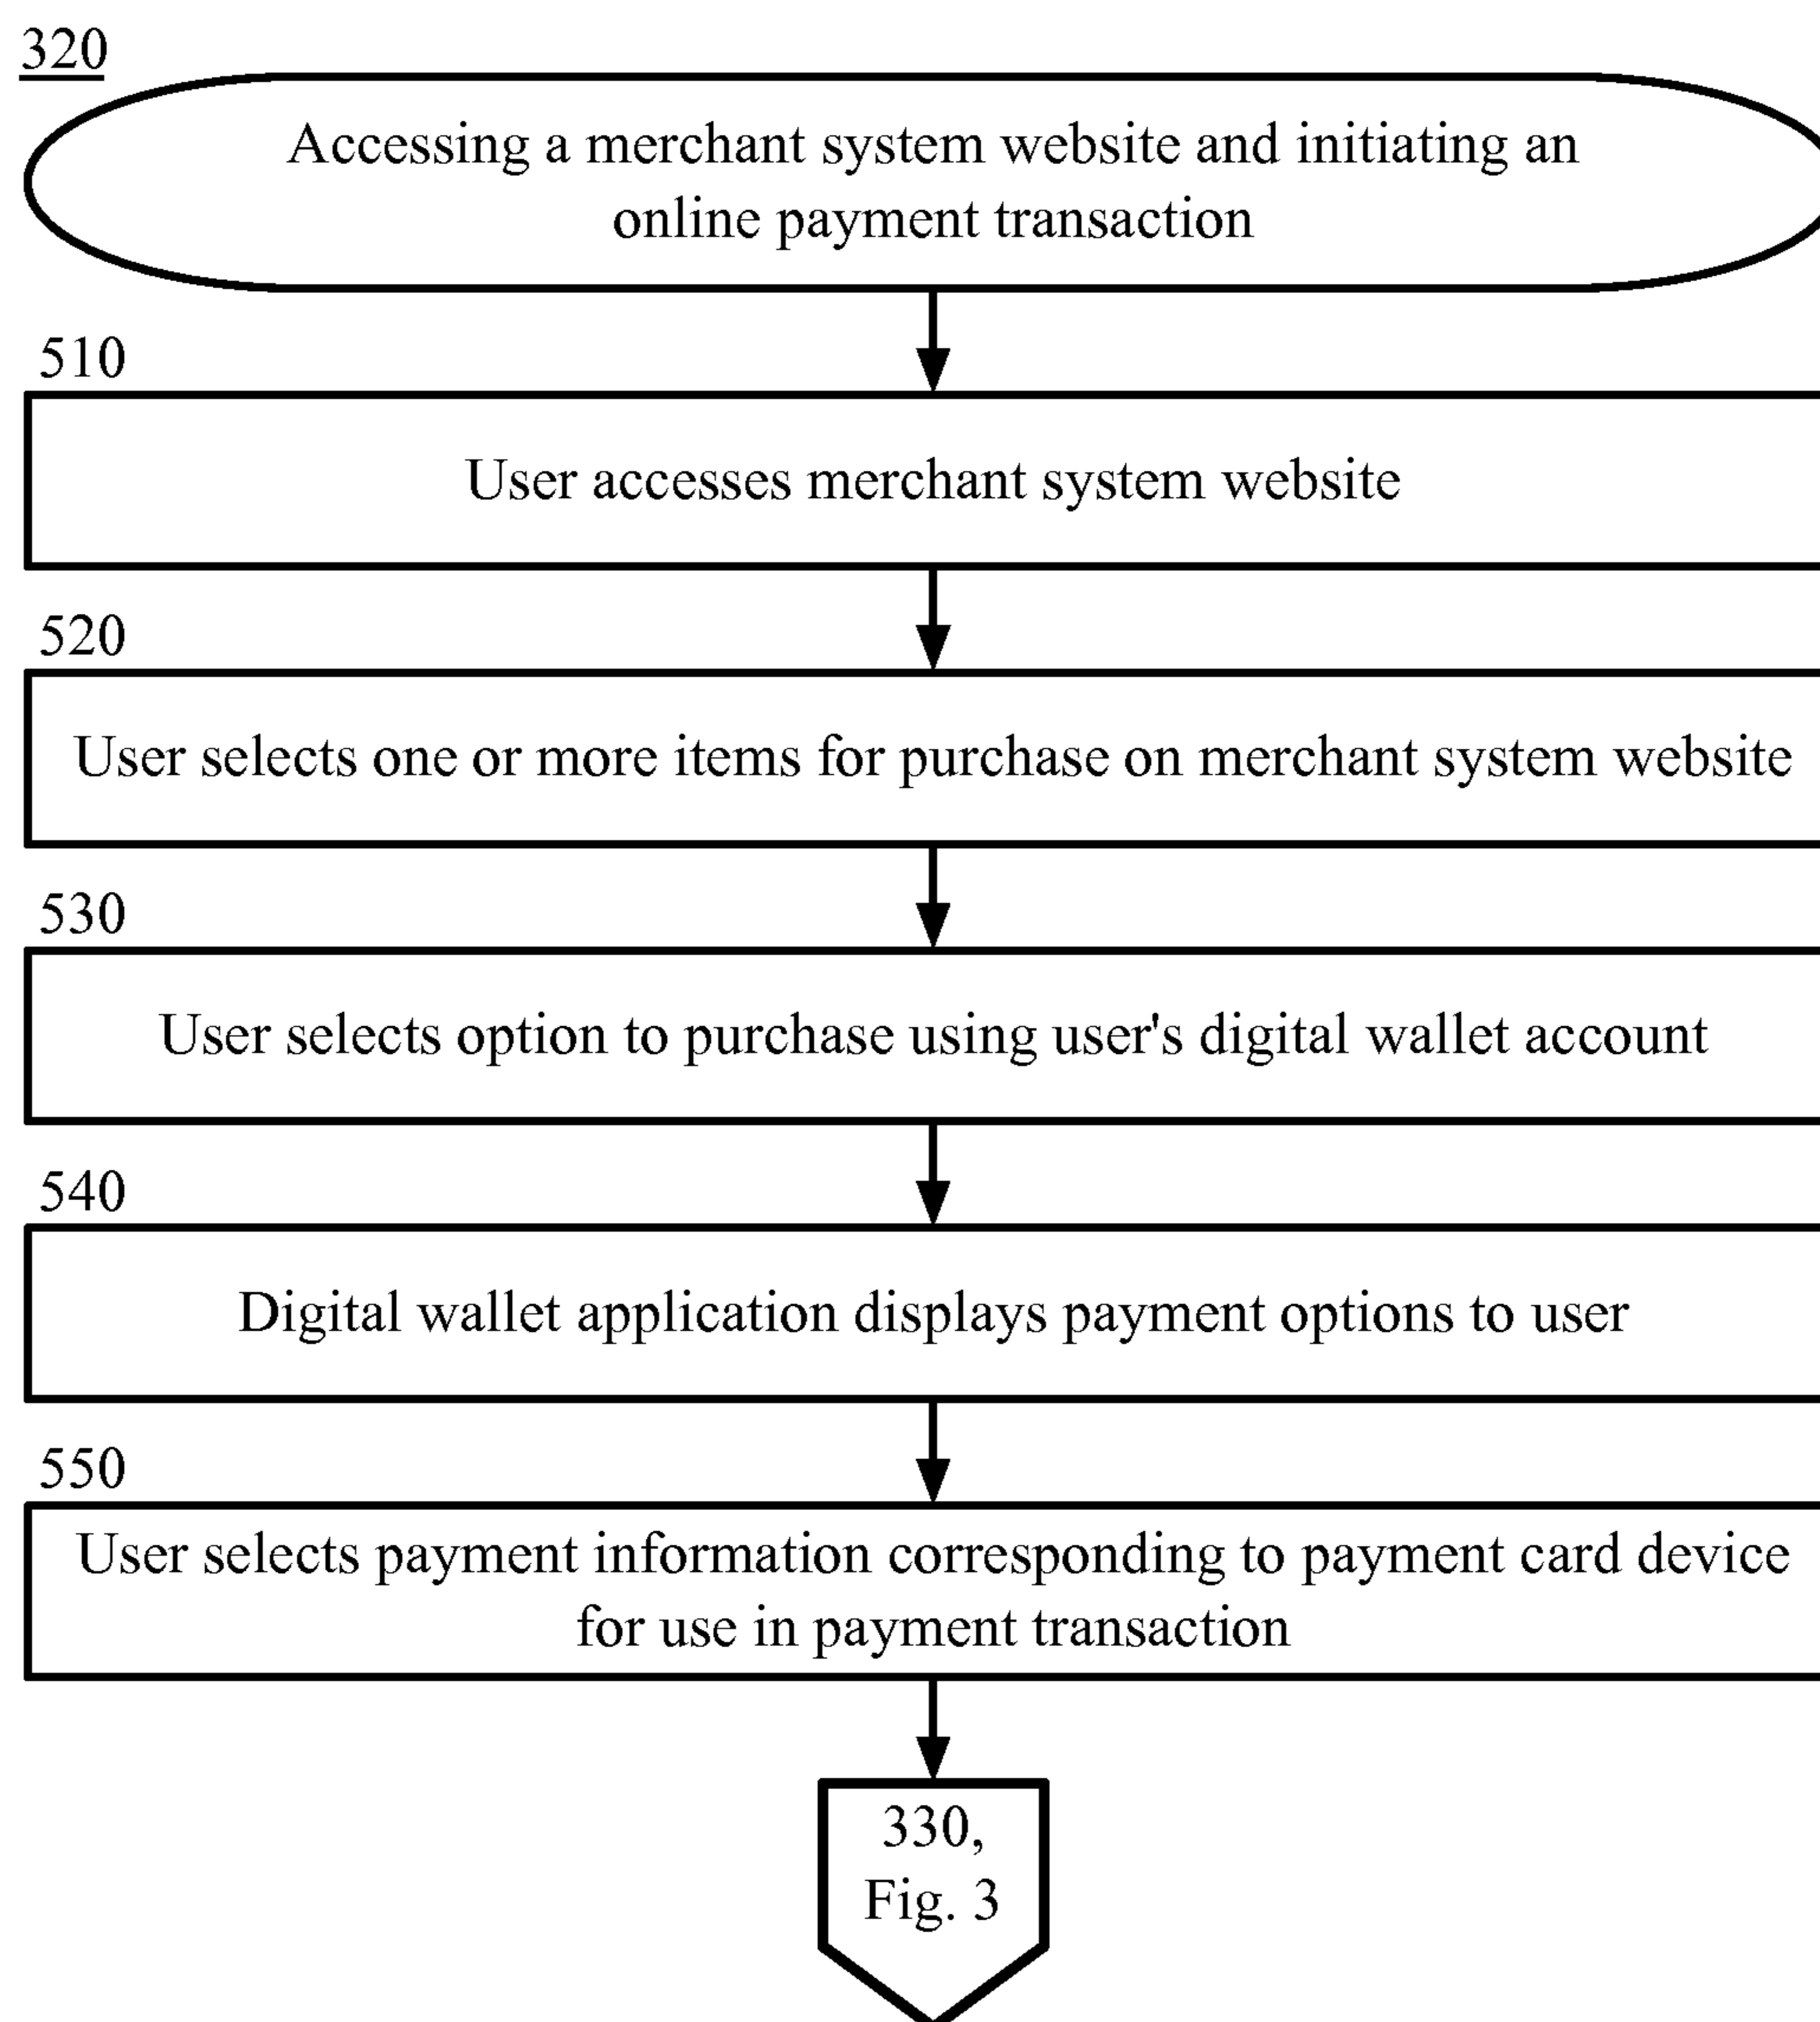 320
Accessing a merchant system website and initiating an
online payment transaction
510
User accesses merchant system website
520
User selects one or more items for purchase on merchant system website
530
User selects option to purchase using user's digital wallet account
540
Digital wallet application displays payment options to user
550
User selects payment information corresponding to payment card device
for use in payment transaction
330,
Fig. 3